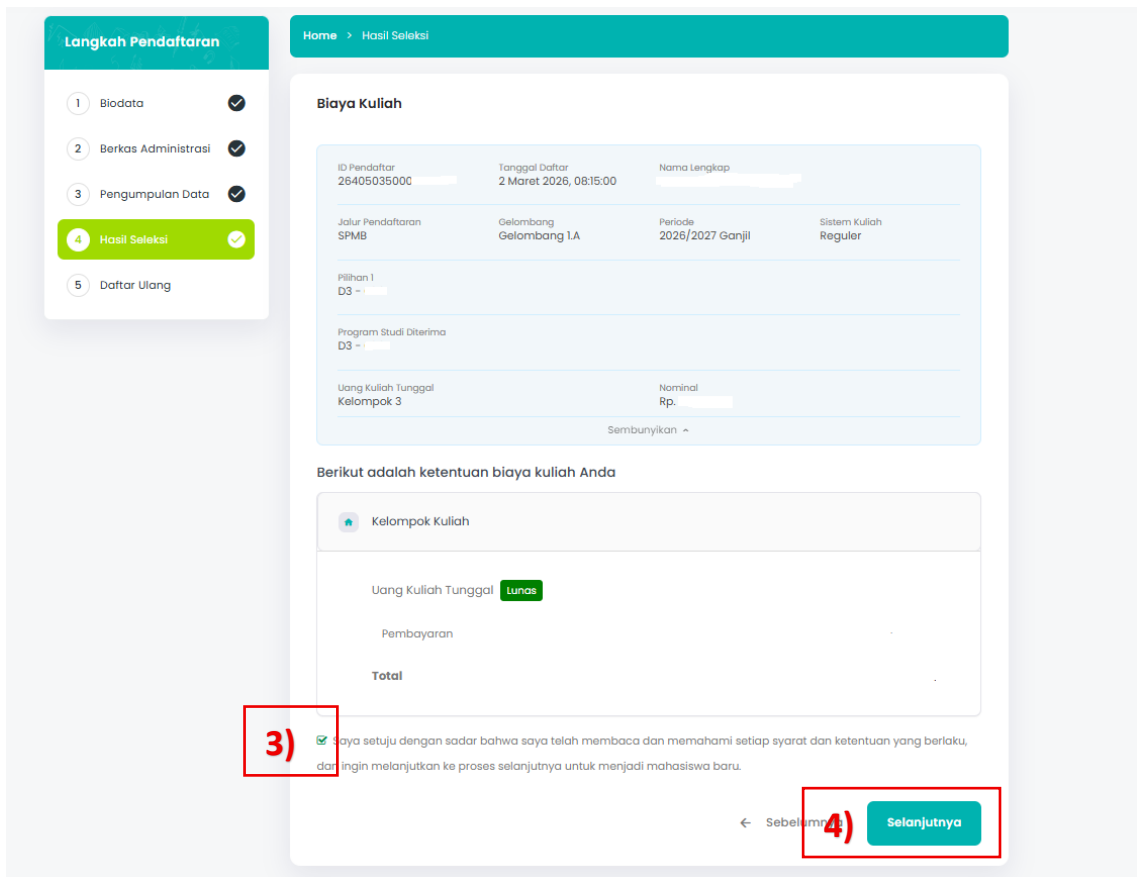 Langkah Pendaftaran
1 Biodata
2 Berkas Administrasi
3 Pengumpulan Data
4 Hasil Seleksi
5 Daftar Ulang
Home > Hasil Seleksi
Biaya Kuliah
ID Pendaftar Tanggal Daftar Nama Lengkap
26405035000 2 Maret 2026, 08:15:00
Jalur Pendaftaran Gelombang Periode Sistem Kuliah
SPMB Gelombang 1.A 2026/2027 Ganjil Reguler
Pilihan 1
D3 -
Program Studi Diterima
D3 -
Uang Kuliah Tunggal Nominal
Kelompok 3 Rp.
Sembunyikan
Berikut adalah ketentuan biaya kuliah Anda
Kelompok Kuliah
Uang Kuliah Tunggal Lunas
Pembayaran
Total
3) Saya setuju dengan sadar bahwa saya telah membaca dan memahami setiap syarat dan ketentuan yang berlaku,
dan ingin melanjutkan ke proses selanjutnya untuk menjadi mahasiswa baru.
← Sebelumnya 4) Selanjutnya